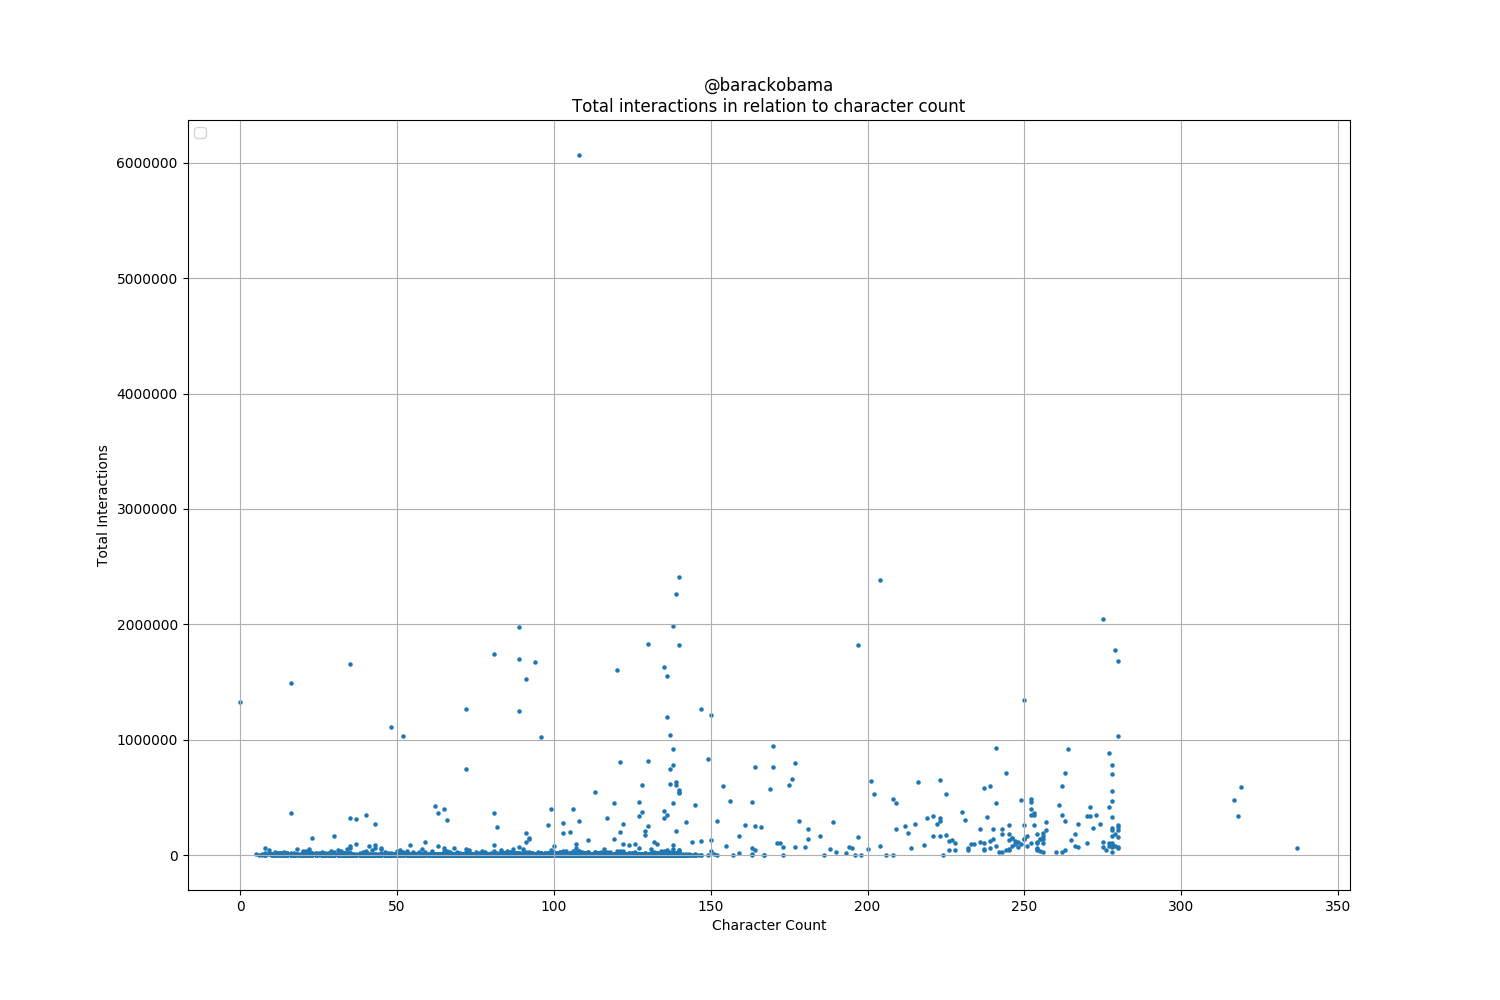 @barackobama
Total interactions in relation to character count
6000000
5000000
4000000
3000000
2000000
1000000
0
Total Interactions
0 50 100 150 200 250 300 350
Character Count